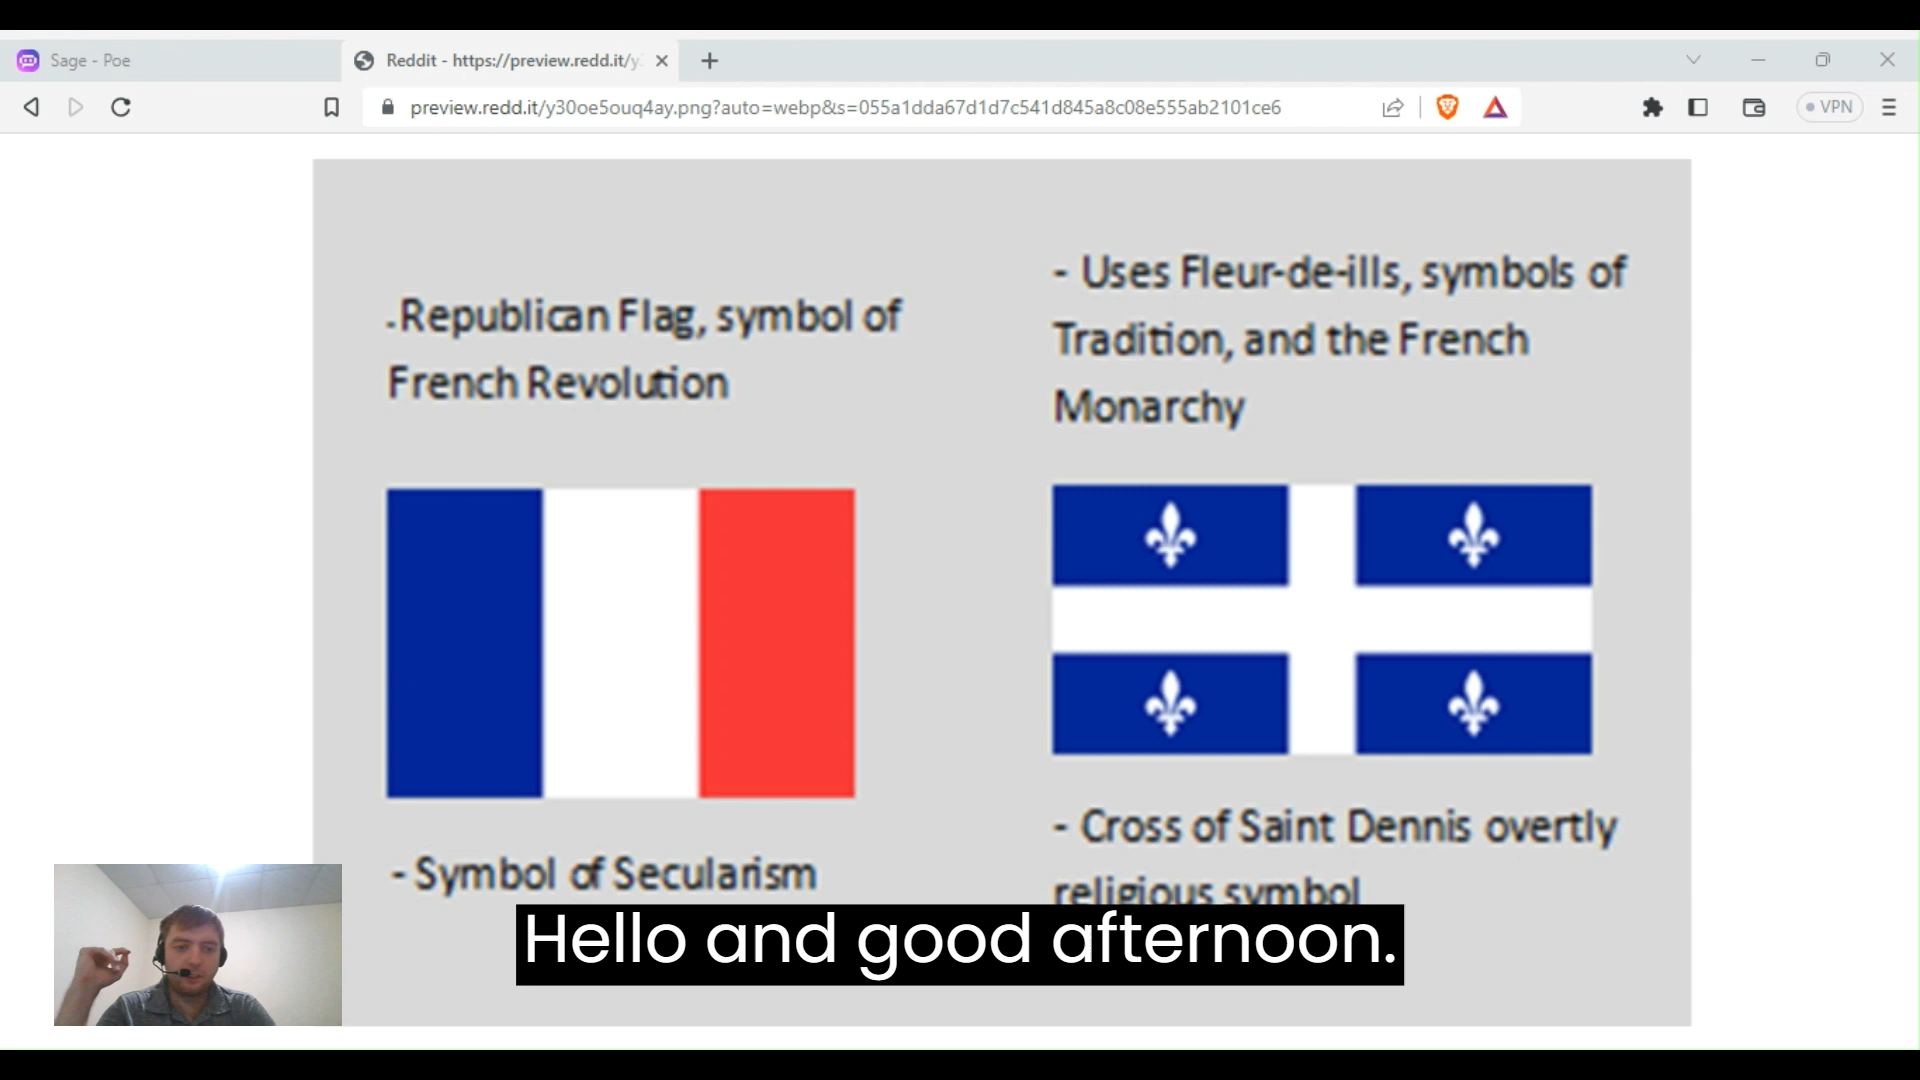 Sage - Poe
Reddit - https://preview.redd.it/y
preview.redd.it/y30oe5ouq4ay.png?auto=webp&s=055a1dda67d1d7c541d845a8c08e555ab2101ce6
VPN
-Republican Flag, symbol of
French Revolution
- Uses Fleur-de-ills, symbols of
Tradition, and the French
Monarchy
- Symbol of Secularism
- Cross of Saint Dennis overtly
religious symbol
Hello and good afternoon.